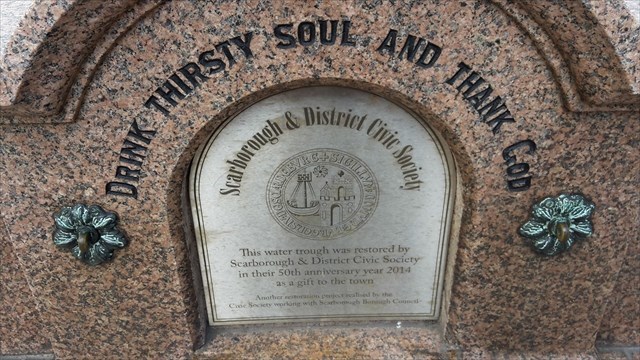 Drink Thirsty Soul and Thank God
Scarborough & District Civic Society
This water trough was restored by
Scarborough & District Civic Society
in their 50th anniversary year 2014
as a gift to the town
Another restoration project realised by the
Civic Society working with Scarborough Borough Council